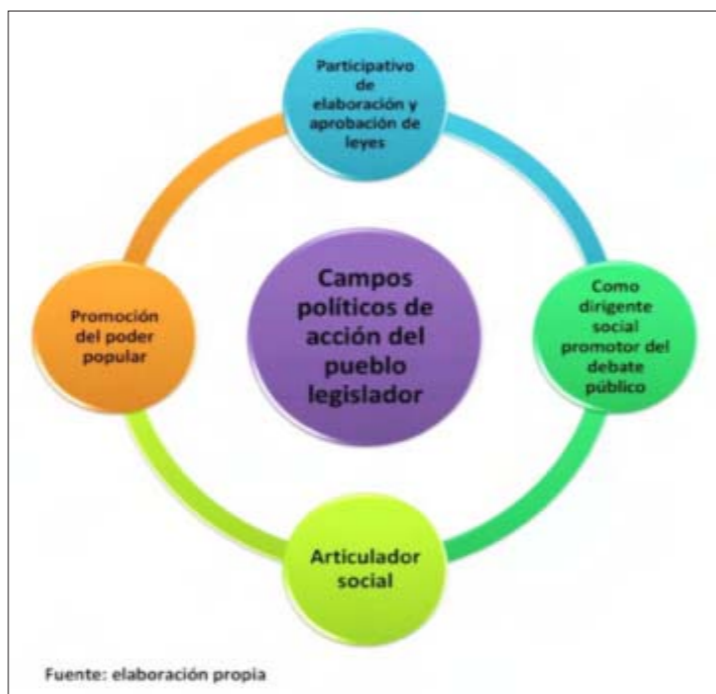 Participativo
de
elaboración y
aprobación de
leyes
Campos
políticos de
acción del
pueblo
legislador
Como
dirigente
social
promotor del
debate
público
Promoción
del poder
popular
Articulador
social
Fuente: elaboración propia